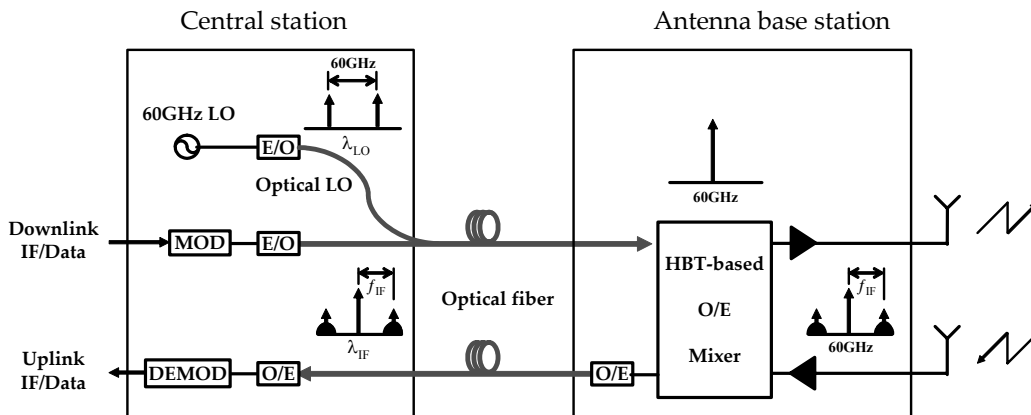 Central station
Antenna base station
60GHz
60GHz LO
λLO
E/O
Optical LO
60GHz
Downlink
IF/Data
MOD
E/O
HBT-based
O/E
Mixer
fIF
λIF
Optical fiber
fIF
60GHz
Uplink
IF/Data
DEMOD
O/E
O/E